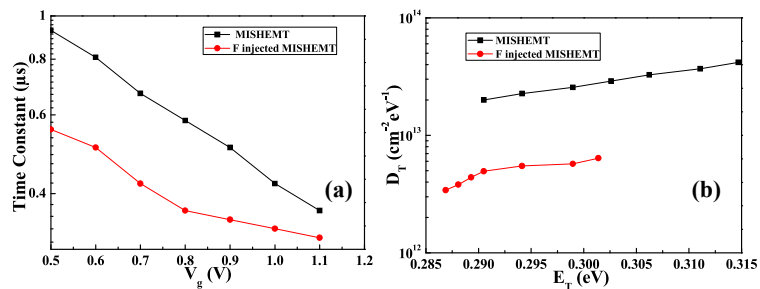 1
0.8
0.6
0.4
Time Constant (μs)
MISHEMT
F injected MISHEMT
(a)
0.5 0.6 0.7 0.8 0.9 1.0 1.1 1.2
V_g (V)
10^14
10^13
10^12
D_T (cm^-2eV^-1)
MISHEMT
F injected MISHEMT
(b)
0.285 0.290 0.295 0.300 0.305 0.310 0.315
E_T (eV)